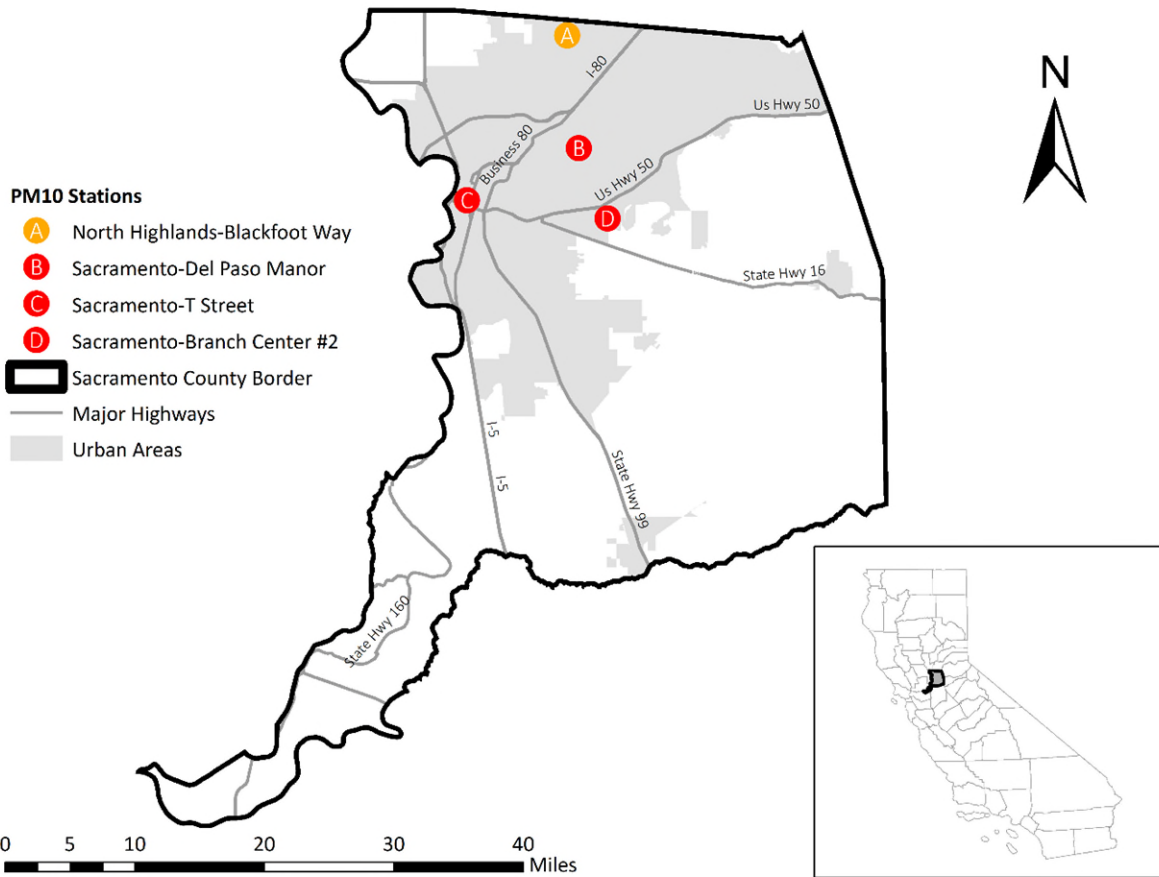 N
A
I-80
Us Hwy 50
Business 80
B
Us Hwy 50
C
D
State Hwy 16
PM10 Stations
A North Highlands-Blackfoot Way
B Sacramento-Del Paso Manor
C Sacramento-T Street
D Sacramento-Branch Center #2
Sacramento County Border
Major Highways
Urban Areas
I-5
I-5
State Hwy 99
State Hwy 160
0 5 10 20 30 40
Miles